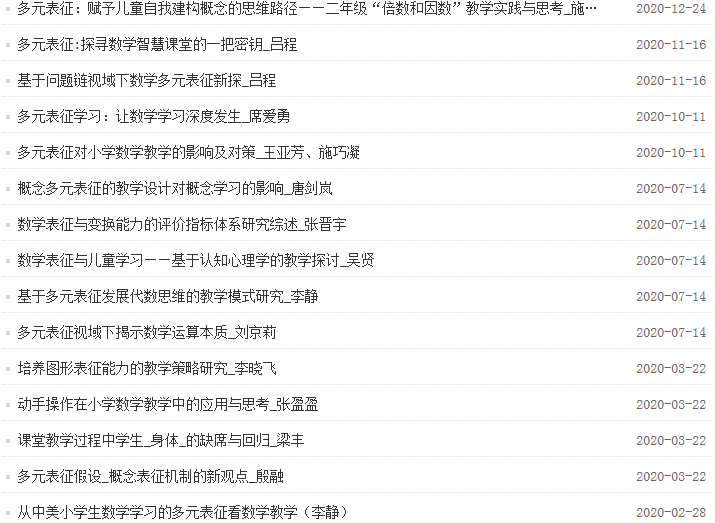 多元表征：赋予儿童自我建构概念的思维路径——二年级“倍数和因数”教学实践与思考_施… 2020-12-24
多元表征:探寻数学智慧课堂的一把密钥_吕程 2020-11-16
基于问题链视域下数学多元表征新探_吕程 2020-11-16
多元表征学习：让数学学习深度发生_席爱勇 2020-10-11
多元表征对小学数学教学的影响及对策_王亚芳、施巧凝 2020-10-11
概念多元表征的教学设计对概念学习的影响_唐剑岚 2020-07-14
数学表征与变换能力的评价指标体系研究综述_张晋宇 2020-07-14
数学表征与儿童学习——基于认知心理学的教学探讨_吴贤 2020-07-14
基于多元表征发展代数思维的教学模式研究_李静 2020-07-14
多元表征视域下揭示数学运算本质_刘京莉 2020-07-14
培养图形表征能力的教学策略研究_李晓飞 2020-03-22
动手操作在小学数学教学中的应用与思考_张盈盈 2020-03-22
课堂教学过程中学生_身体_的缺席与回归_梁丰 2020-03-22
多元表征假设_概念表征机制的新观点_殷融 2020-03-22
从中美小学生数学学习的多元表征看数学教学（李静） 2020-02-28